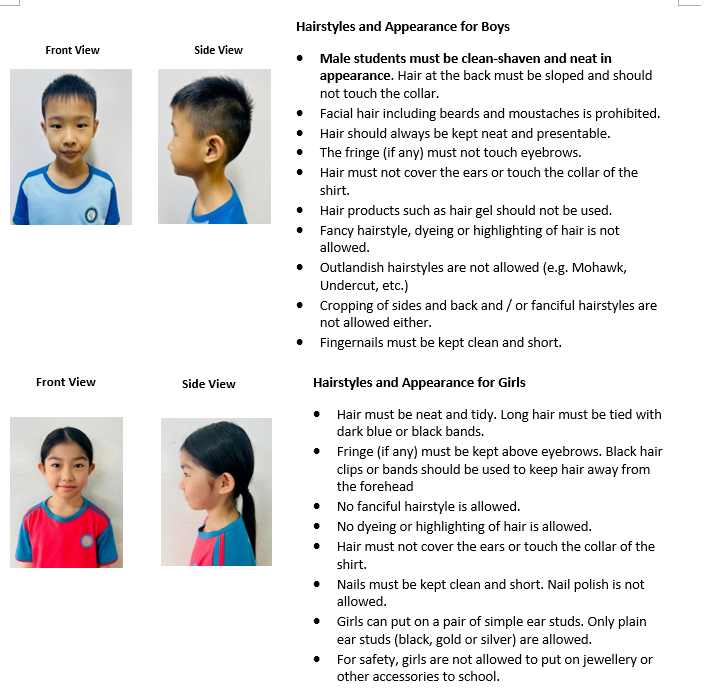 Hairstyles and Appearance for Boys
Front View
Side View
● Male students must be clean-shaven and neat in
appearance. Hair at the back must be sloped and should
not touch the collar.
● Facial hair including beards and moustaches is prohibited.
● Hair should always be kept neat and presentable.
● The fringe (if any) must not touch eyebrows.
● Hair must not cover the ears or touch the collar of the
shirt.
● Hair products such as hair gel should not be used.
● Fancy hairstyle, dyeing or highlighting of hair is not
allowed.
● Outlandish hairstyles are not allowed (e.g. Mohawk,
Undercut, etc.)
● Cropping of sides and back and / or fanciful hairstyles are
not allowed either.
● Fingernails must be kept clean and short.
Front View
Side View
Hairstyles and Appearance for Girls
● Hair must be neat and tidy. Long hair must be tied with
dark blue or black bands.
● Fringe (if any) must be kept above eyebrows. Black hair
clips or bands should be used to keep hair away from
the forehead
● No fanciful hairstyle is allowed.
● No dyeing or highlighting of hair is allowed.
● Hair must not cover the ears or touch the collar of the
shirt.
● Nails must be kept clean and short. Nail polish is not
allowed.
● Girls can put on a pair of simple ear studs. Only plain
ear studs (black, gold or silver) are allowed.
● For safety, girls are not allowed to put on jewellery or
other accessories to school.